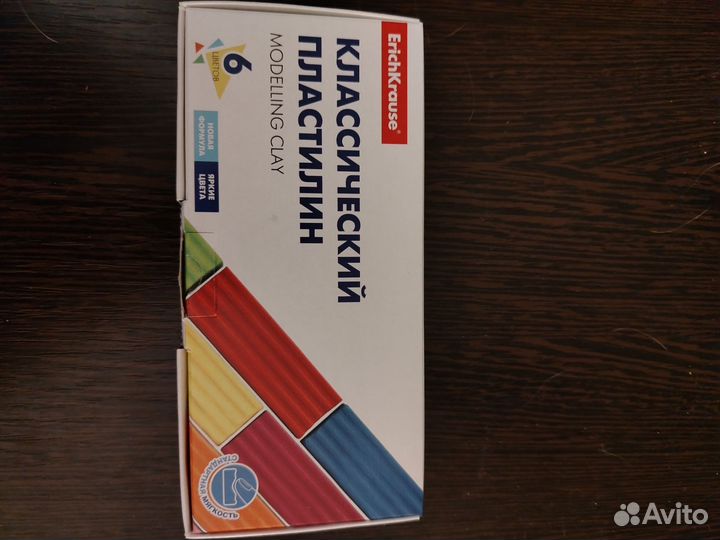 ErichKrause®
КЛАССИЧЕСКИЙ
ПЛАСТИЛИН
MODELLING CLAY
6
ЦВЕТОВ
НОВАЯ
ФОРМУЛА
ЯРКИЕ
ЦВЕТА
СТАНДАРТНАЯ МЯГКОСТЬ
Avito